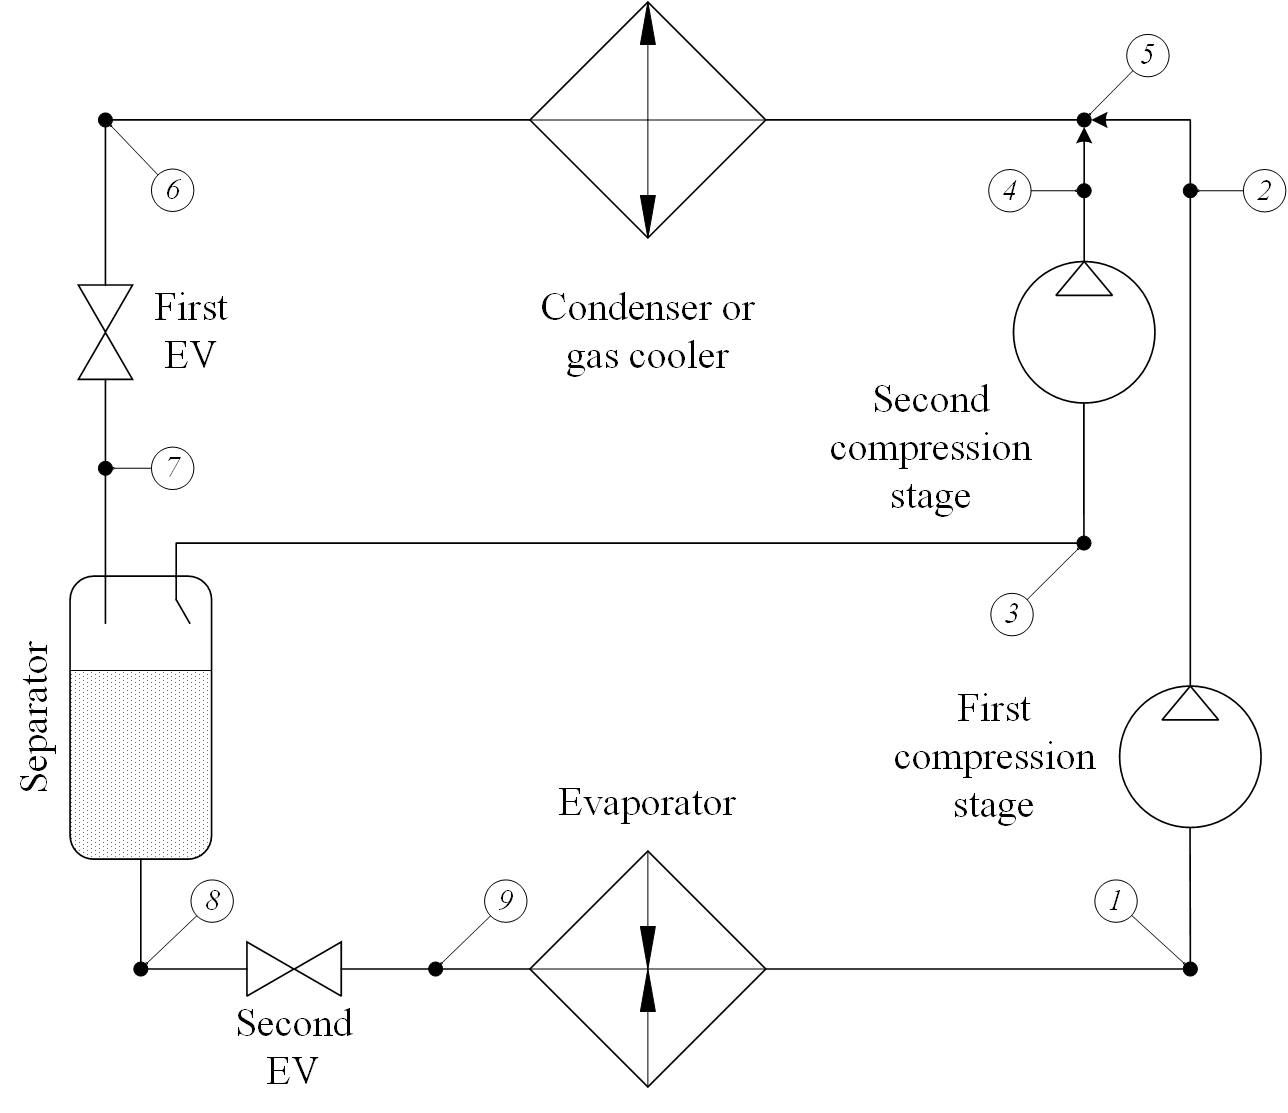 5
6
4
2
First
EV
Condenser or
gas cooler
Second
compression
stage
7
3
Separator
First
compression
stage
Evaporator
8
9
1
Second
EV